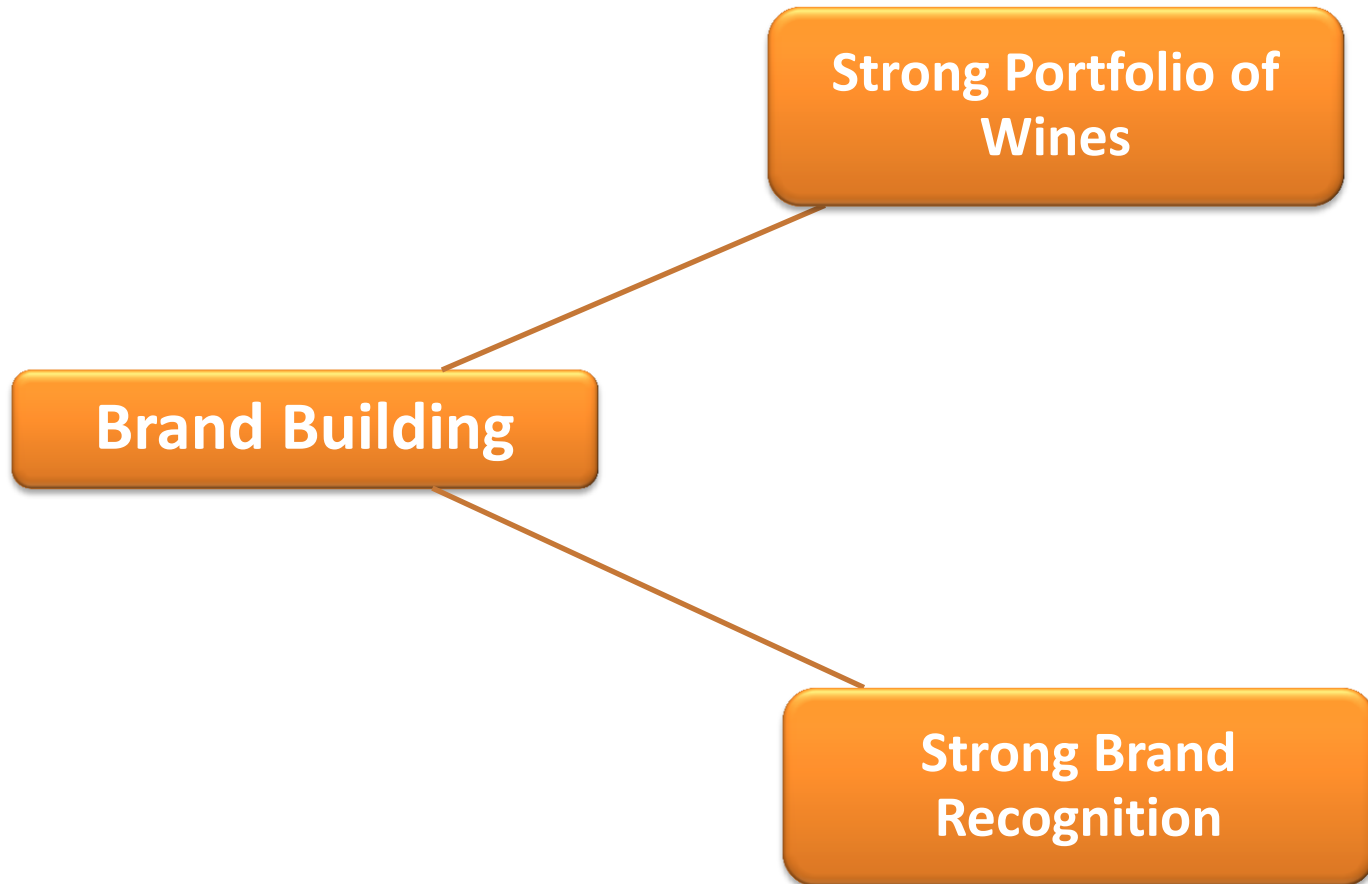 Strong Portfolio of
Wines
Brand Building
Strong Brand
Recognition